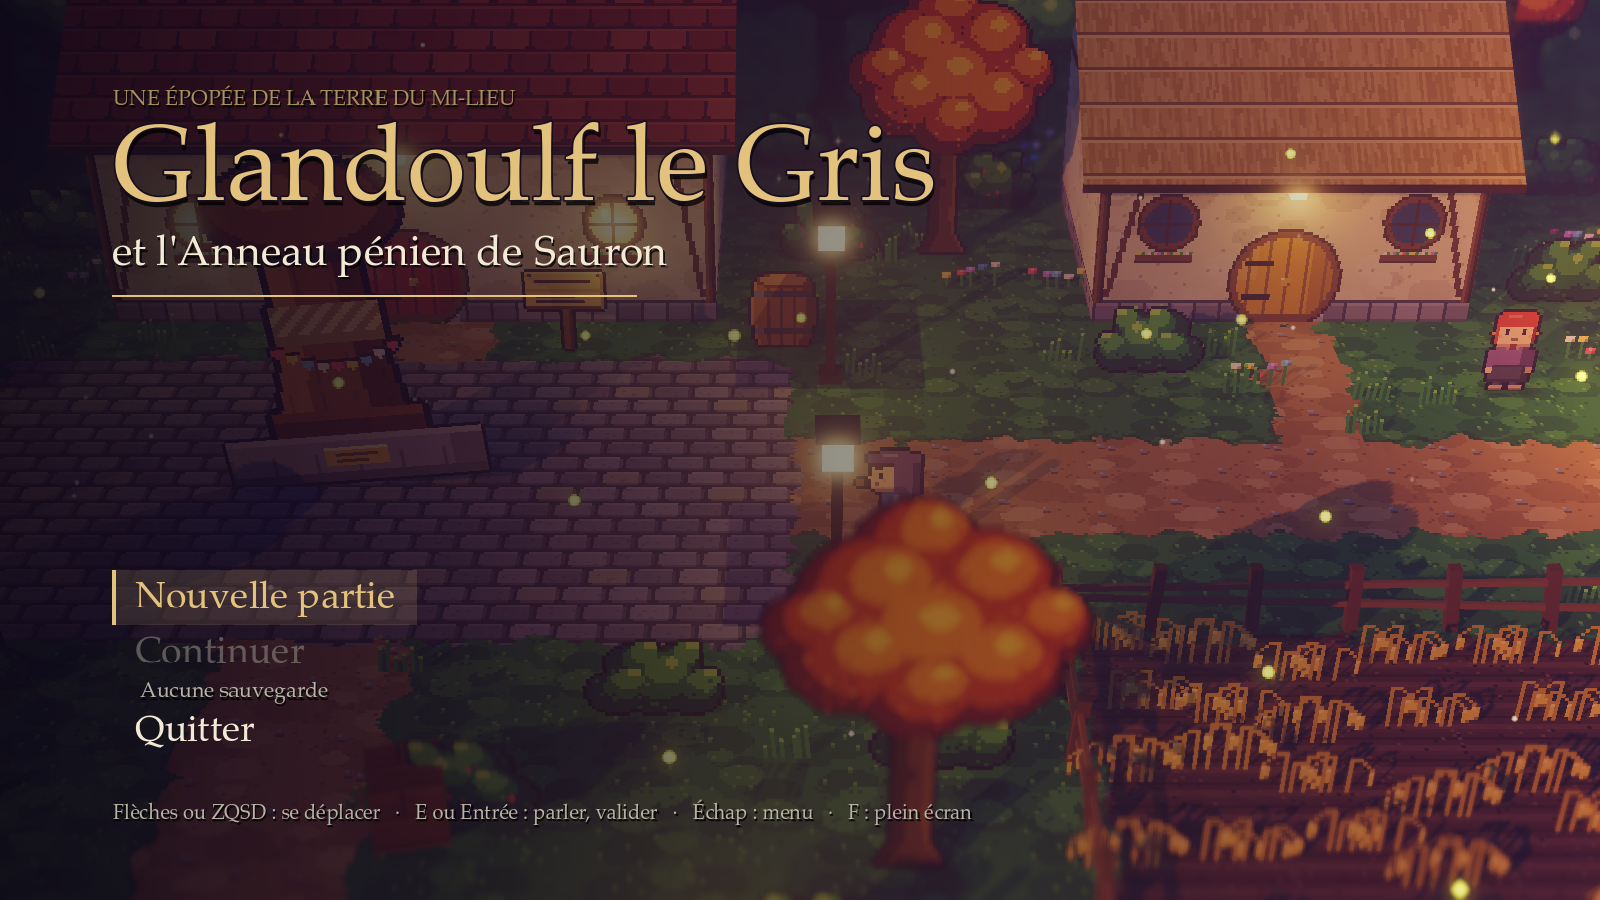 UNE ÉPOPÉE DE LA TERRE DU MI-LIEU
Glandoulf le Gris
et l'Anneau pénien de Sauron
Nouvelle partie
Continuer
Aucune sauvegarde
Quitter
Flèches ou ZQSD : se déplacer · E ou Entrée : parler, valider · Échap : menu · F : plein écran